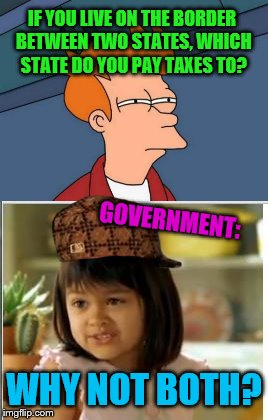 IF YOU LIVE ON THE BORDER
BETWEEN TWO STATES, WHICH
STATE DO YOU PAY TAXES TO?
GOVERNMENT:
WHY NOT BOTH?
imgflip.com